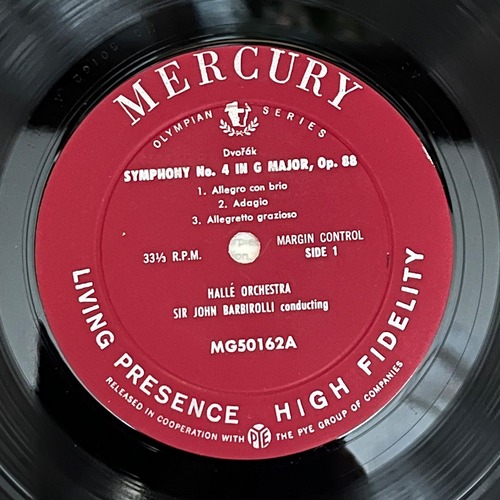 MERCURY
OLYMPIAN SERIES
Dvořák
SYMPHONY No. 4 IN G MAJOR, Op. 88
1. Allegro con brio
2. Adagio
3. Allegretto grazioso
33⅓ R.P.M.
MARGIN CONTROL
SIDE 1
HALLÉ ORCHESTRA
SIR JOHN BARBIROLLI conducting
MG50162A
LIVING PRESENCE HIGH FIDELITY
RELEASED IN COOPERATION WITH PYE THE PYE GROUP OF COMPANIES